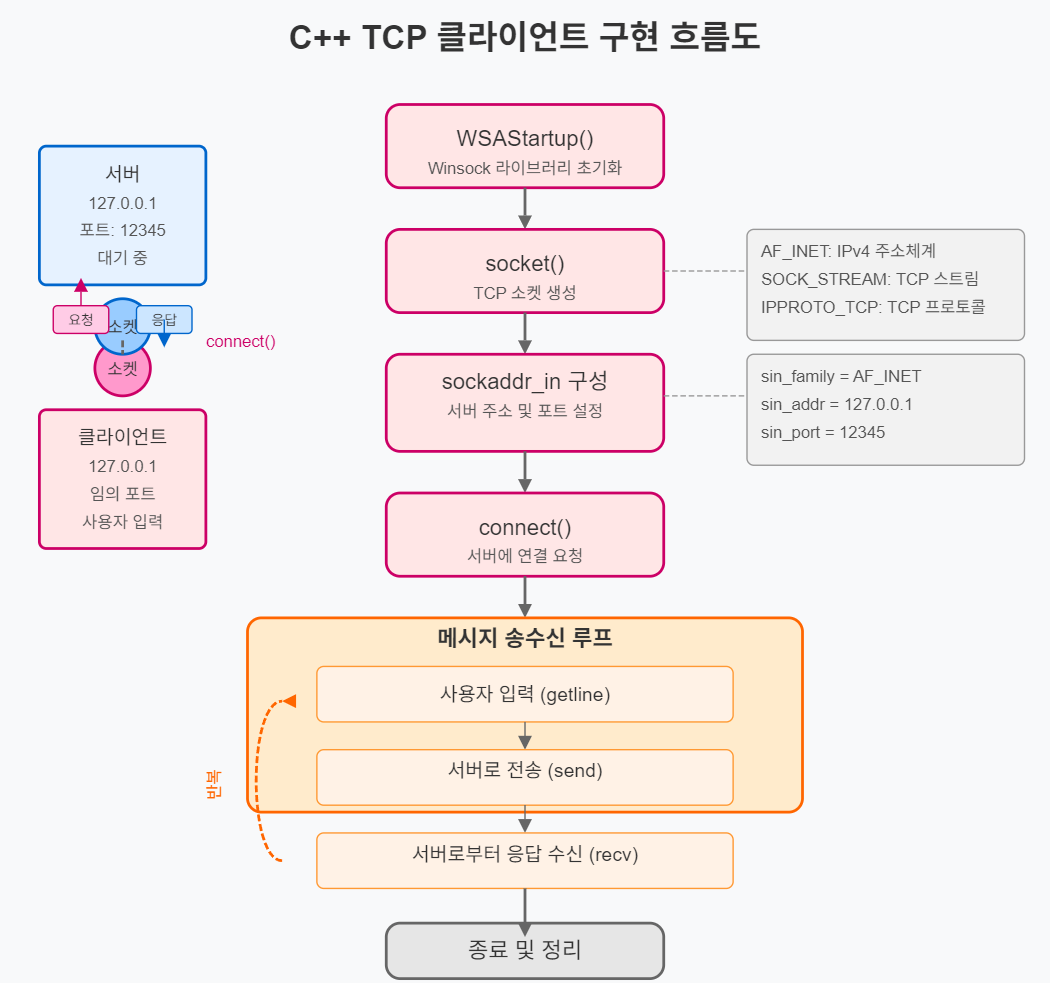 C++ TCP 클라이언트 구현 흐름도
서버
127.0.0.1
포트: 12345
대기 중
요청
소켓
응답
소켓
connect()
클라이언트
127.0.0.1
임의 포트
사용자 입력
WSAStartup()
Winsock 라이브러리 초기화
socket()
TCP 소켓 생성
AF_INET: IPv4 주소체계
SOCK_STREAM: TCP 스트림
IPPROTO_TCP: TCP 프로토콜
sockaddr_in 구성
서버 주소 및 포트 설정
sin_family = AF_INET
sin_addr = 127.0.0.1
sin_port = 12345
connect()
서버에 연결 요청
메시지 송수신 루프
사용자 입력 (getline)
서버로 전송 (send)
반복
서버로부터 응답 수신 (recv)
종료 및 정리